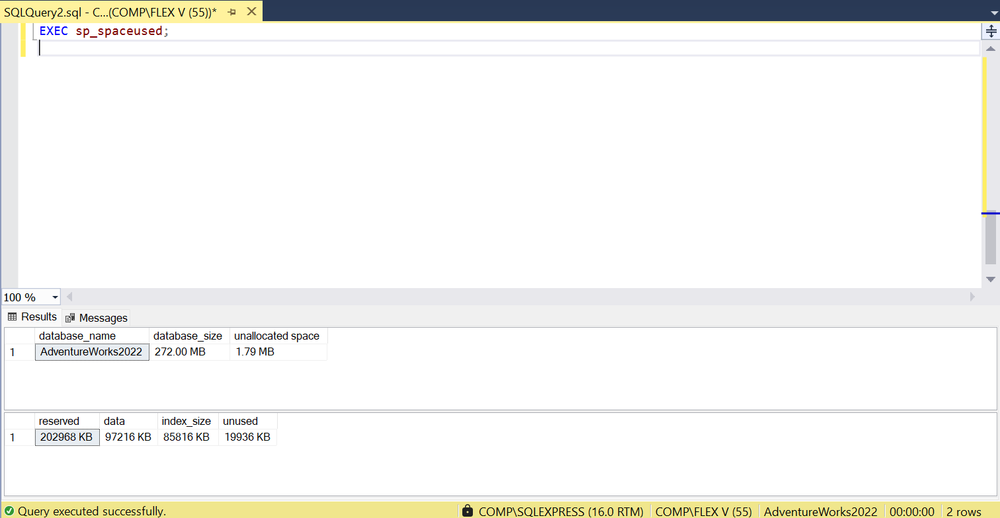 SQLQuery2.sql - C...(COMP\FLEX V (55))*
EXEC sp_spaceused;
100 %
Results Messages
database_name database_size unallocated space
1 AdventureWorks2022 272.00 MB 1.79 MB
reserved data index_size unused
1 202968 KB 97216 KB 85816 KB 19936 KB
Query executed successfully. COMP\SQLEXPRESS (16.0 RTM) COMP\FLEX V (55) AdventureWorks2022 00:00:00 2 rows